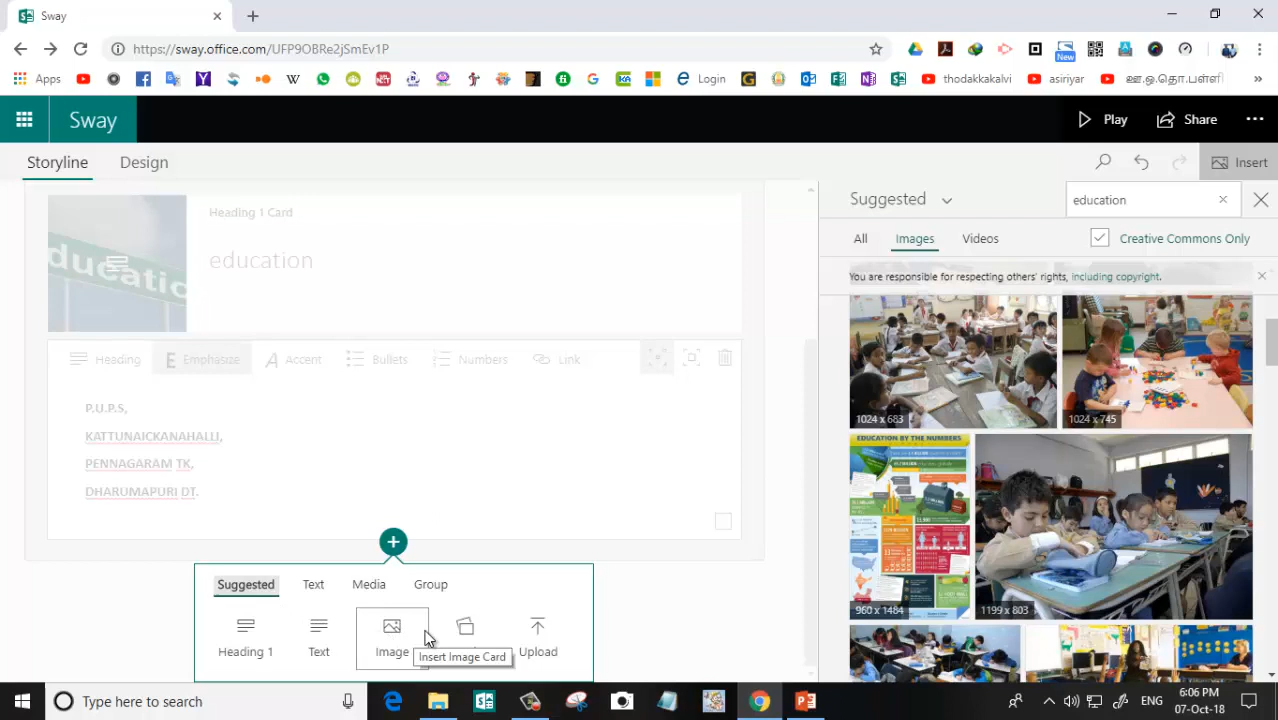 Sway
https://sway.office.com/UFP9OBRe2jSmEv1P
New
Apps
Login
thodakkakalvi
asiriyar
ஊ.ஒ.தொ.பள்ளி
Sway
Play
Share
Storyline
Design
Insert
Suggested
education
All
Images
Videos
Creative Commons Only
You are responsible for respecting others' rights, including copyright.
Heading 1 Card
education
Heading
Emphasize
Accent
Bullets
Numbers
Link
P.U.P.S,
KATTUNAICKANAHALLI,
PENNAGARAM TK,
DHARUMAPURI DT.
1024 x 683
1024 x 745
EDUCATION BY THE NUMBERS
960 x 1484
1199 x 803
Suggested
Text
Media
Group
Heading 1
Text
Image
Upload
Insert Image Card
Type here to search
ENG
6:06 PM
07-Oct-18